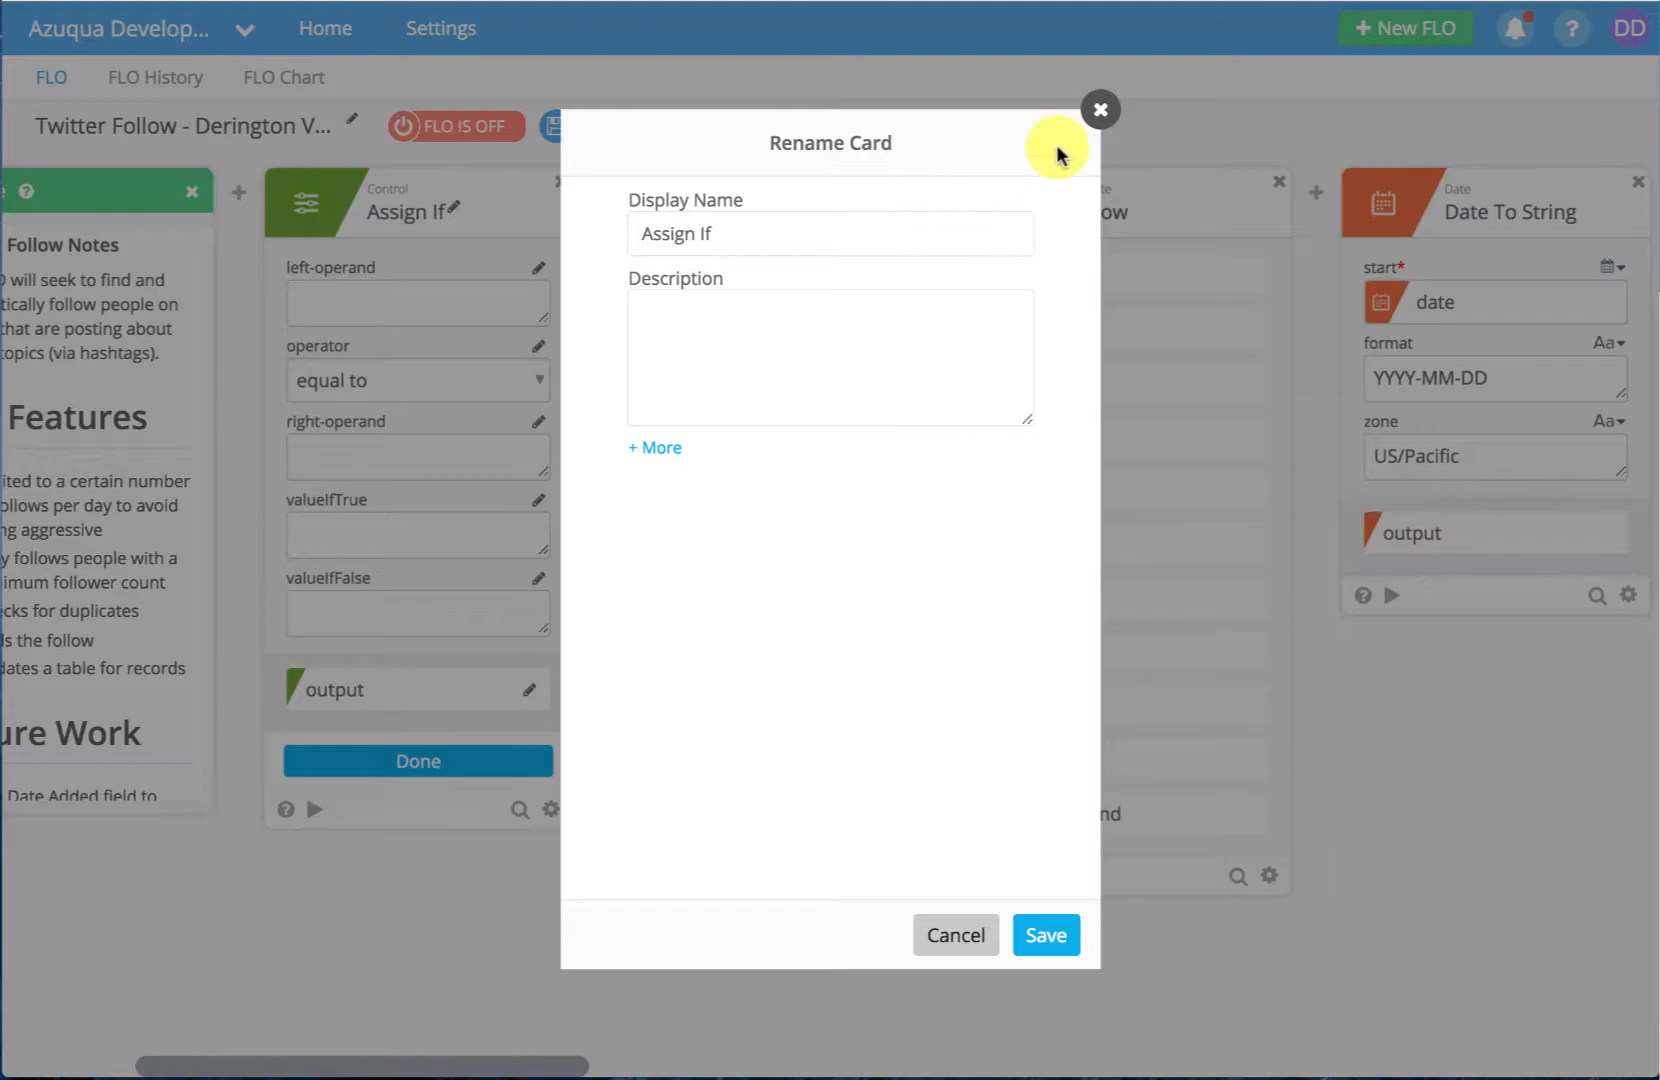 Azuqua Develop...
Home
Settings
+ New FLO
?
DD
FLO
FLO History
FLO Chart
Twitter Follow - Derington V...
FLO IS OFF
Follow Notes
will seek to find and
tically follow people on
that are posting about
topics (via hashtags).
Features
ited to a certain number
ollows per day to avoid
ng aggressive
y follows people with a
nimum follower count
cks for duplicates
ls the follow
dates a table for records
ure Work
Date Added field to
Control
Assign If
left-operand
operator
equal to
right-operand
valueIfTrue
valueIfFalse
output
Done
Rename Card
Display Name
Assign If
Description
+ More
Cancel
Save
te
ow
nd
Date
Date To String
start*
date
format
Aa
YYYY-MM-DD
zone
Aa
US/Pacific
output